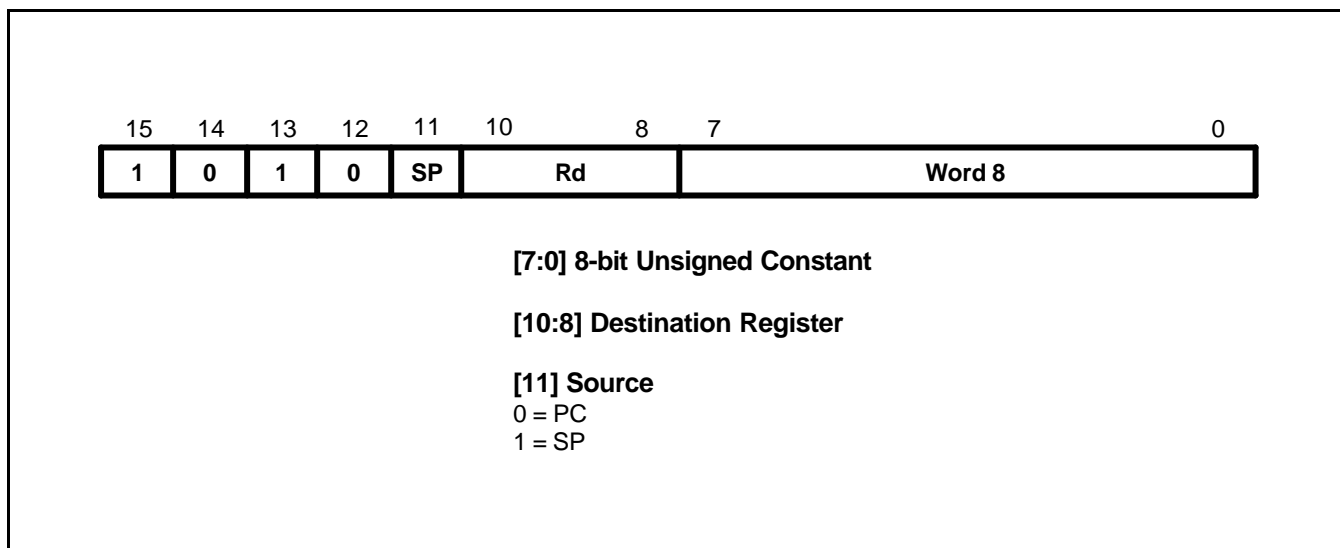 15 14 13 12 11 10 8 7 0
1 0 1 0 SP Rd Word 8
[7:0] 8-bit Unsigned Constant
[10:8] Destination Register
[11] Source
0 = PC
1 = SP